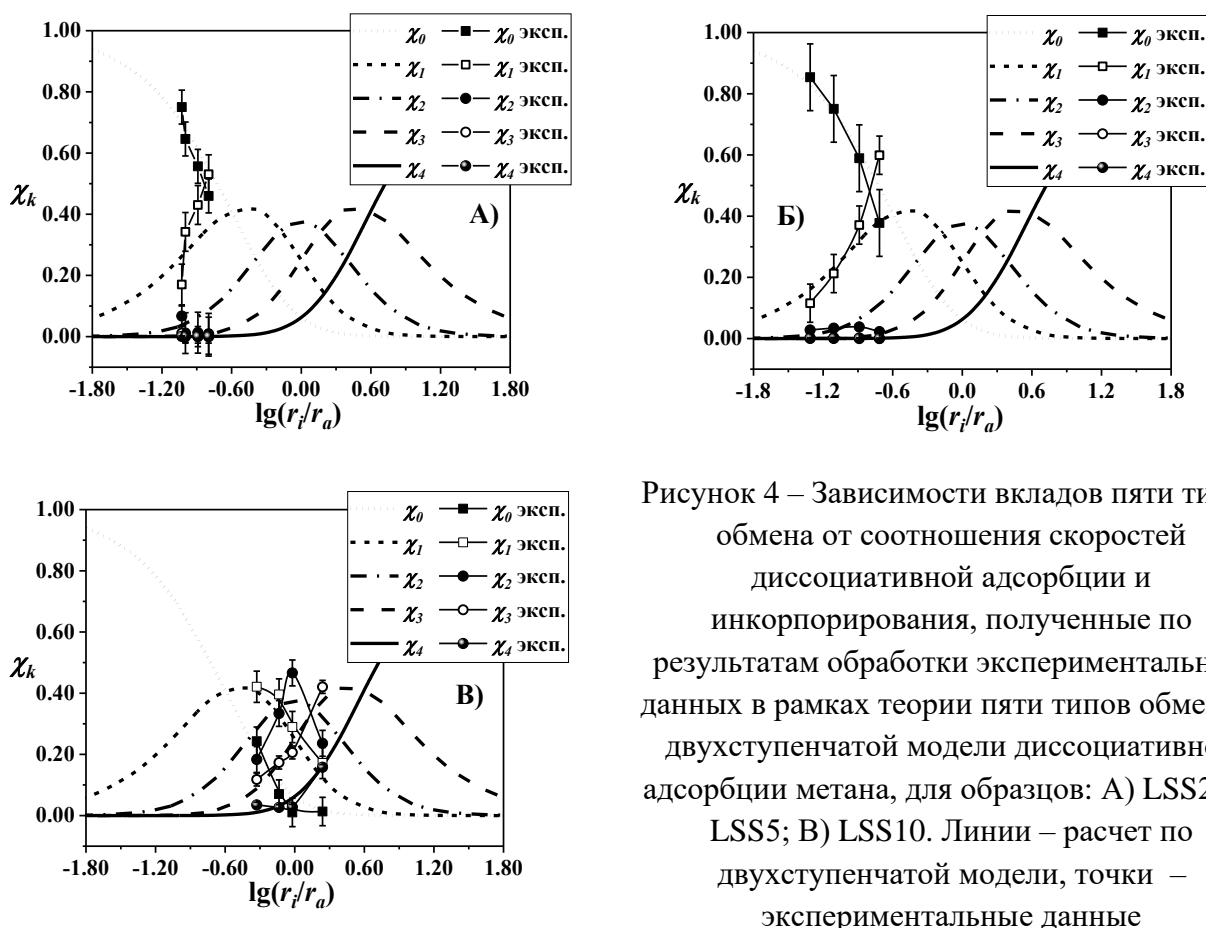 1.00
0.80
0.60
0.40
0.20
0.00
χk
-1.80 -1.20 -0.60 0.00 0.60 1.20 1.80
lg(ri/ra)
χ0 χ0 эксп.
χ1 χ1 эксп.
χ2 χ2 эксп.
χ3 χ3 эксп.
χ4 χ4 эксп.
А)
1.00
0.80
0.60
0.40
0.20
0.00
χk
-1.8 -1.2 -0.6 0.0 0.6 1.2 1.8
lg(ri/ra)
χ0 χ0 эксп.
χ1 χ1 эксп.
χ2 χ2 эксп.
χ3 χ3 эксп.
χ4 χ4 эксп.
Б)
1.00
0.80
0.60
0.40
0.20
0.00
χk
-1.80 -1.20 -0.60 0.00 0.60 1.20 1.80
lg(ri/ra)
χ0 χ0 эксп.
χ1 χ1 эксп.
χ2 χ2 эксп.
χ3 χ3 эксп.
χ4 χ4 эксп.
В)
Рисунок 4 – Зависимости вкладов пяти ти
обмена от соотношения скоростей
диссоциативной адсорбции и
инкорпорирования, полученные по
результатам обработки экспериментальн
данных в рамках теории пяти типов обме
двухступенчатой модели диссоциативн
адсорбции метана, для образцов: А) LSS2
LSS5; В) LSS10. Линии – расчет по
двухступенчатой модели, точки –
экспериментальные данные